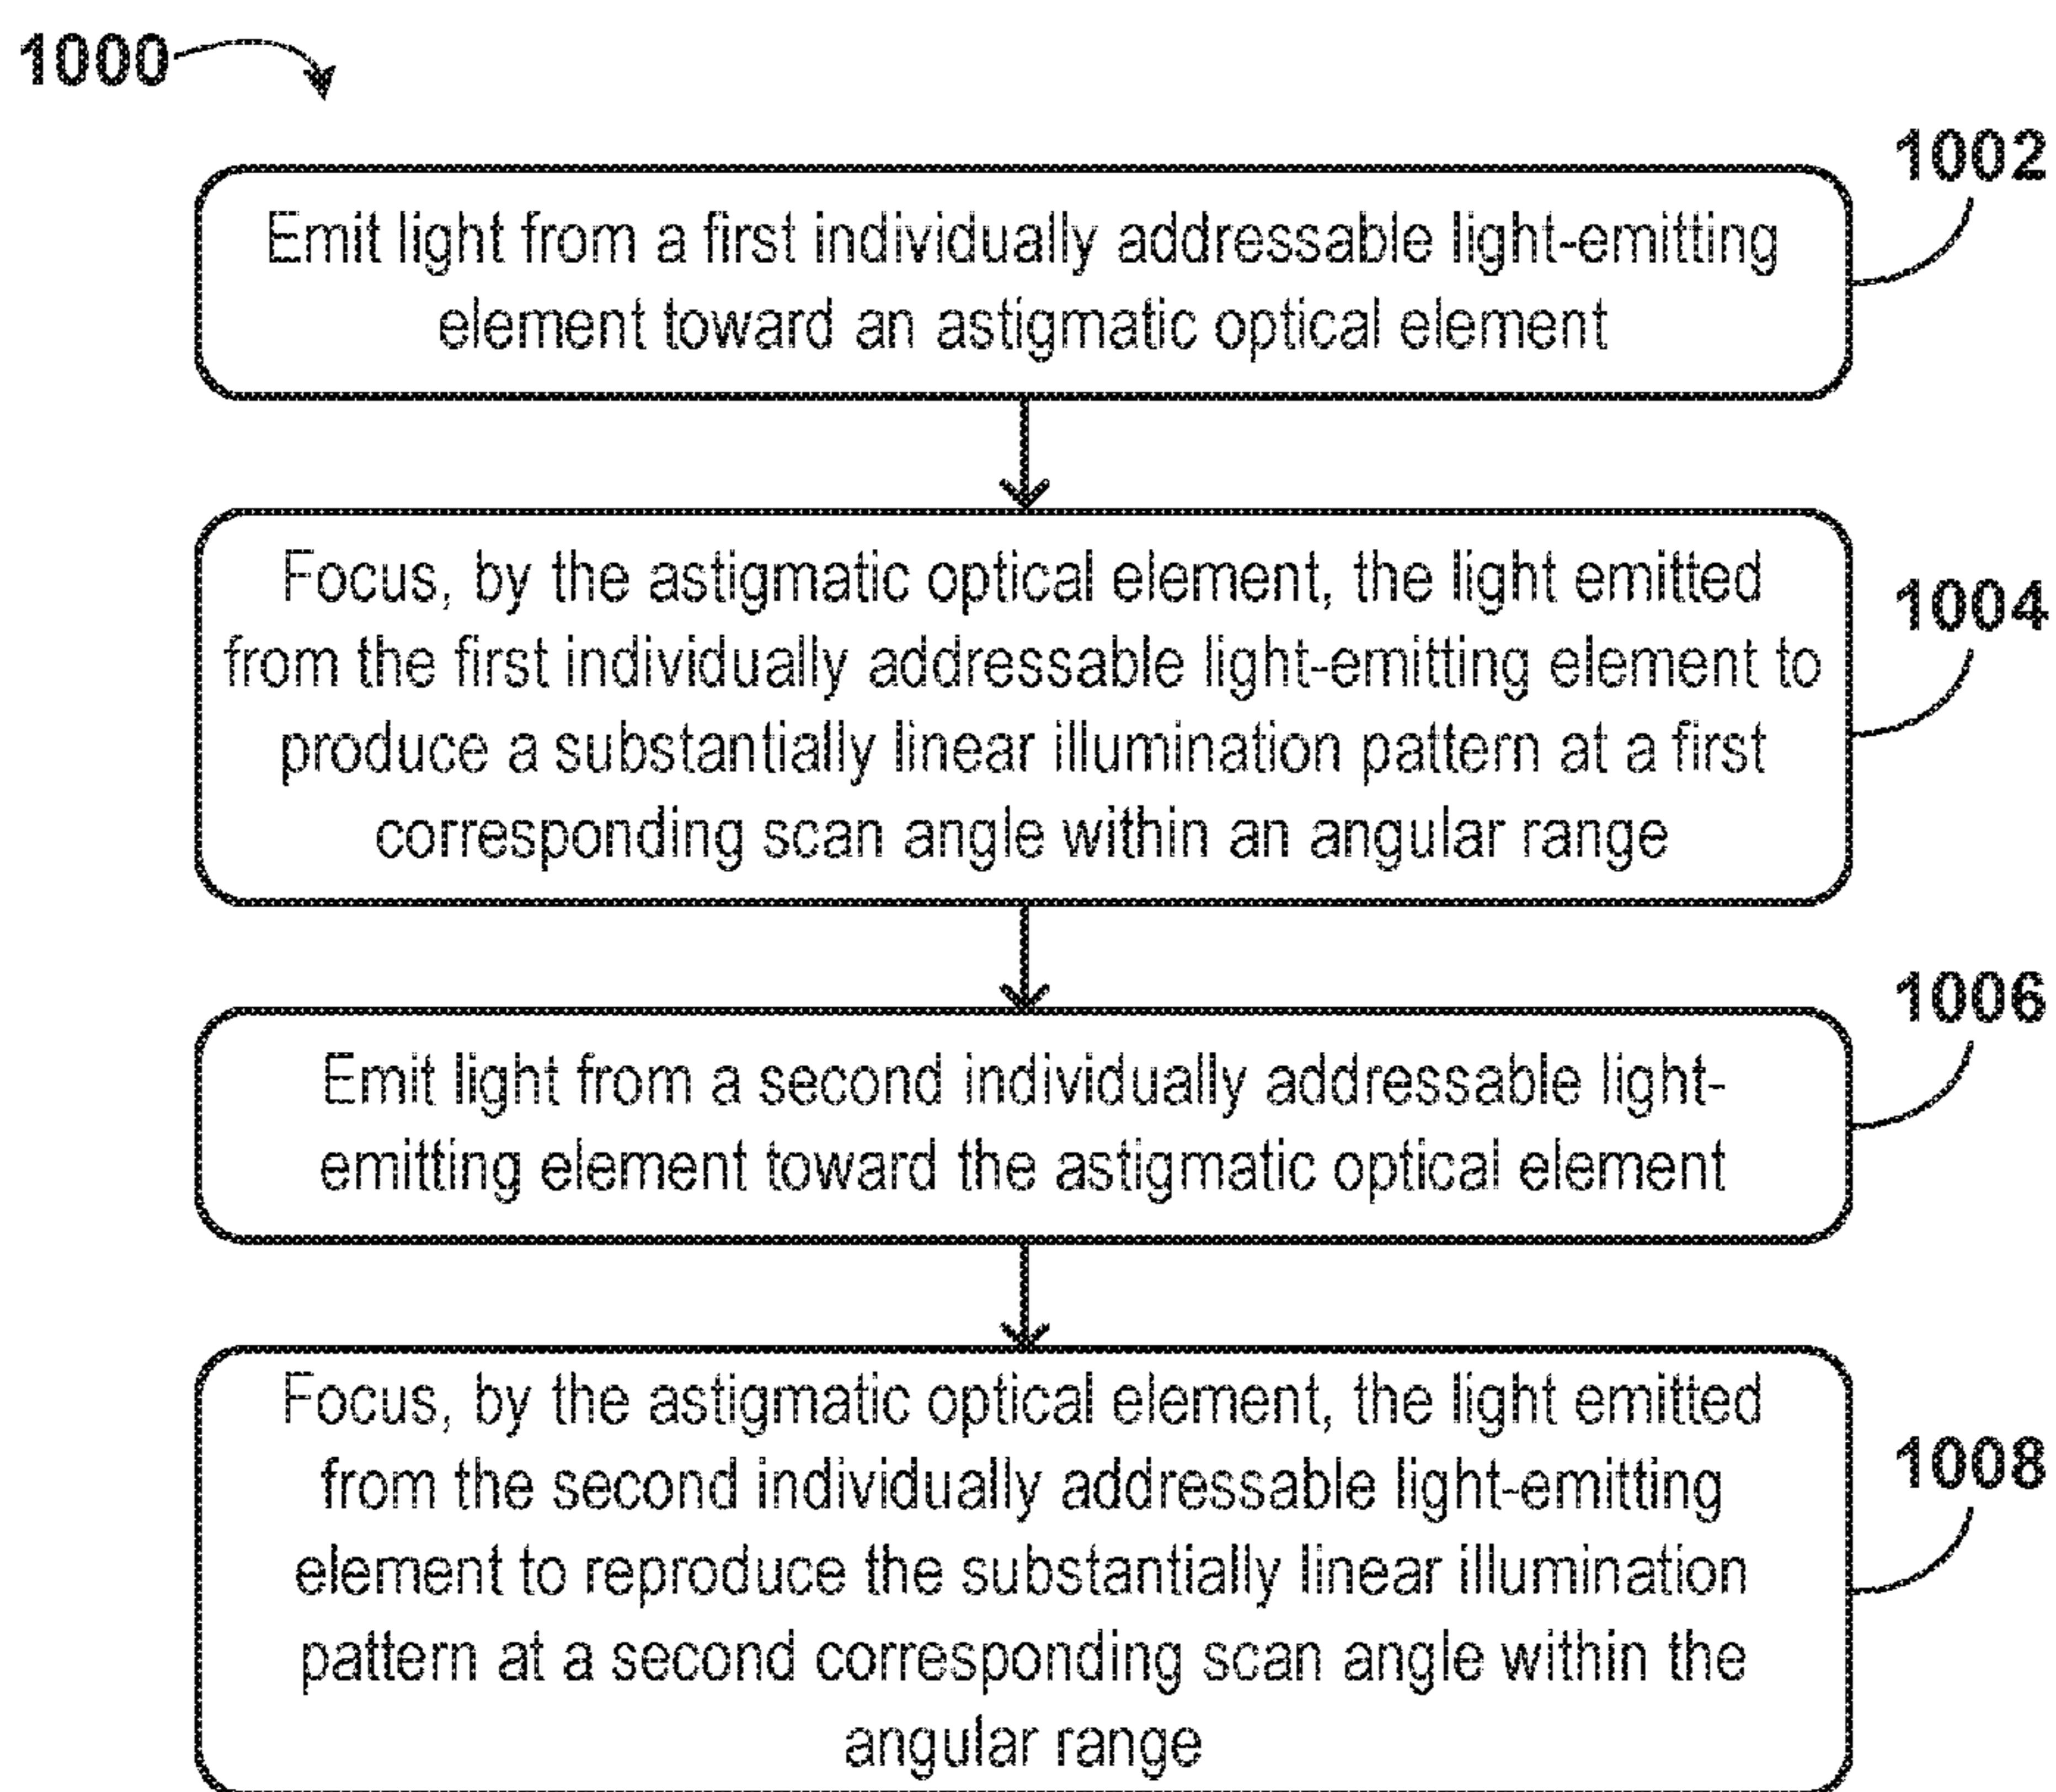 1000
1002
Emit light from a first individually addressable light-emitting
element toward an astigmatic optical element
1004
Focus, by the astigmatic optical element, the light emitted
from the first individually addressable light-emitting element to
produce a substantially linear illumination pattern at a first
corresponding scan angle within an angular range
1006
Emit light from a second individually addressable light-
emitting element toward the astigmatic optical element
1008
Focus, by the astigmatic optical element, the light emitted
from the second individually addressable light-emitting
element to reproduce the substantially linear illumination
pattern at a second corresponding scan angle within the
angular range